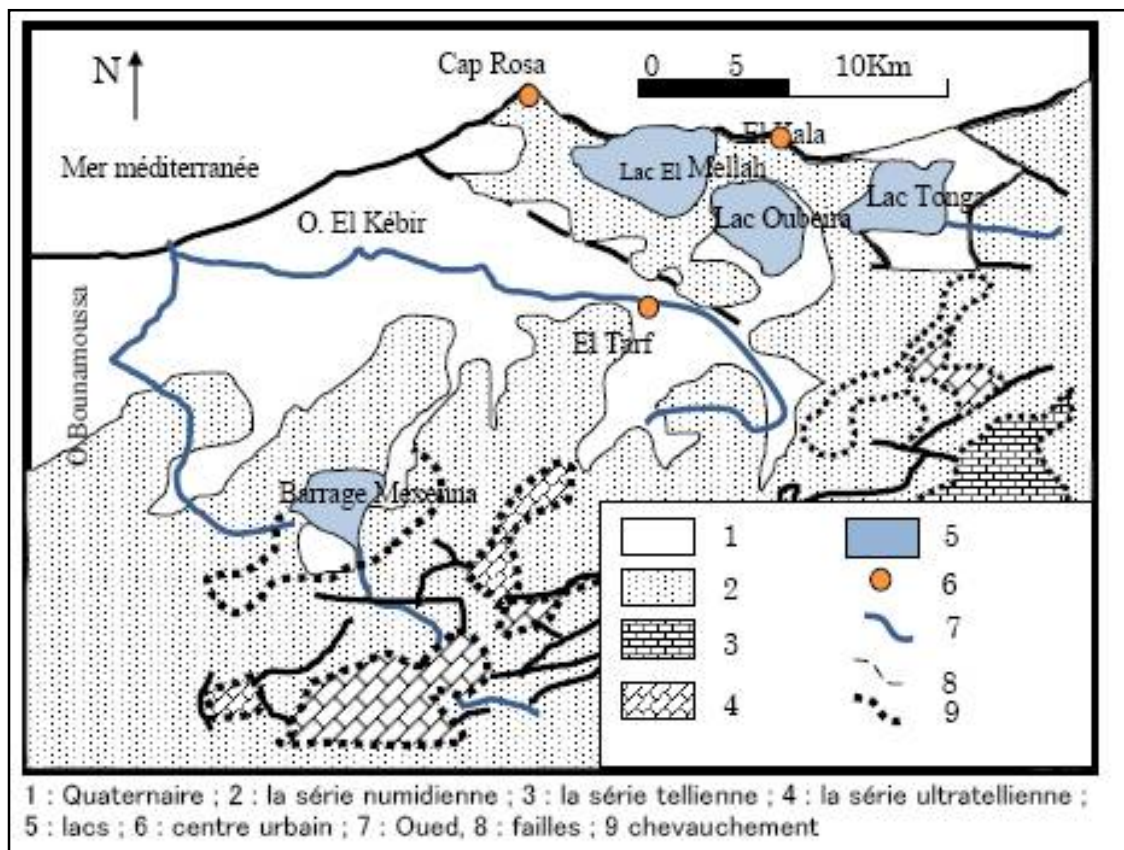 Cap Rosa
N
0 5 10Km
El Kala
Mer méditerranée
Lac El Mellah
Lac Tonga
O. El Kébir
Lac Oubeira
El Tarf
O.Bounamoussa
Barrage Mexenna
1 5
2 6
3 7
4 8
9
1 : Quaternaire ; 2 : la série numidienne ; 3 : la série tellienne ; 4 : la série ultratellienne ;
5 : lacs ; 6 : centre urbain ; 7 : Oued, 8 : failles ; 9 chevauchement